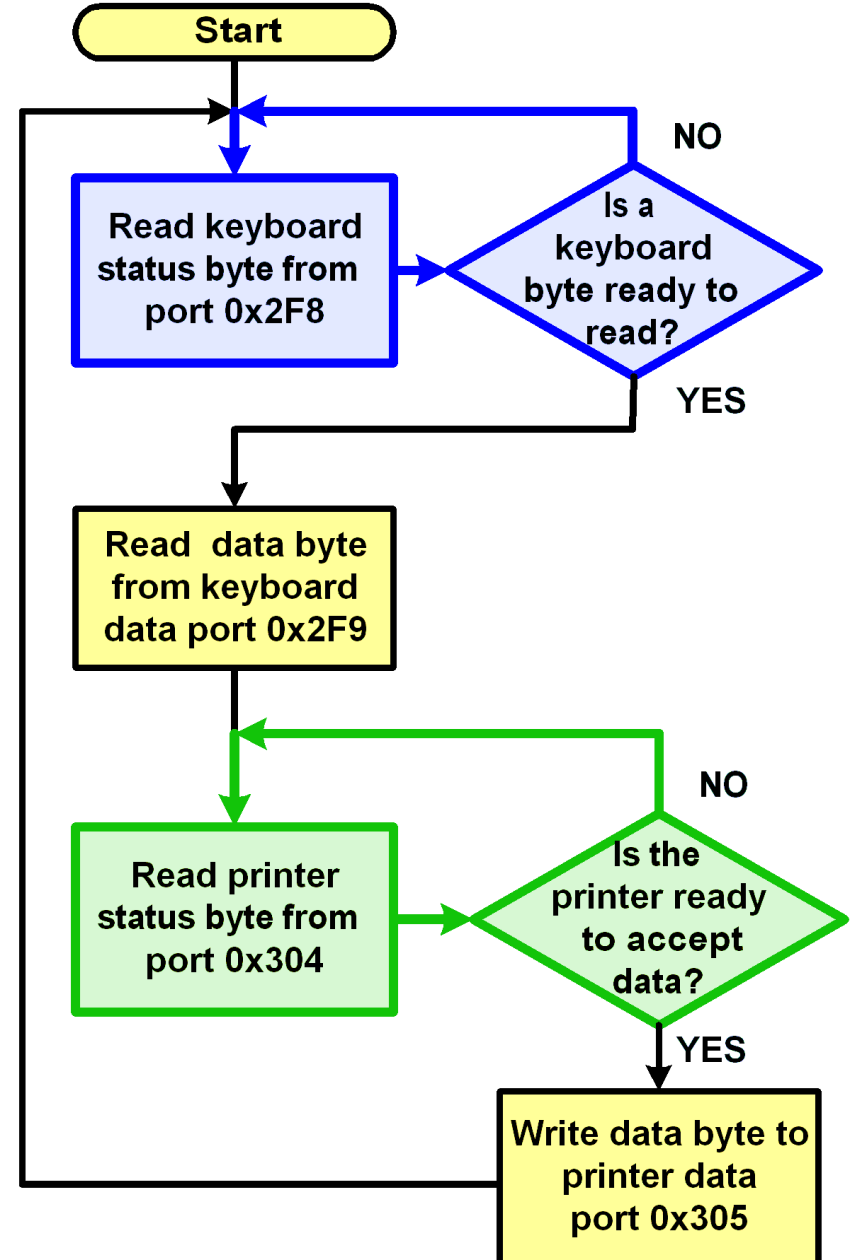 Start
NO
Read keyboard
status byte from
port 0x2F8
Is a
keyboard
byte ready to
read?
YES
Read data byte
from keyboard
data port 0x2F9
NO
Read printer
status byte from
port 0x304
Is the
printer ready
to accept
data?
YES
Write data byte to
printer data
port 0x305